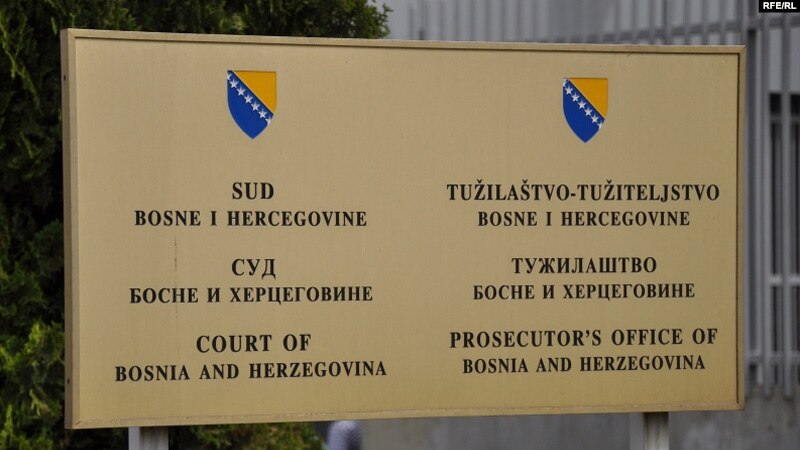 RFE/RL
SUD
BOSNE I HERCEGOVINE
СУД
БОСНЕ И ХЕРЦЕГОВИНЕ
COURT OF
BOSNIA AND HERZEGOVINA
TUŽILAŠTVO-TUŽITELJSTVO
BOSNE I HERCEGOVINE
ТУЖИЛАШТВО
БОСНЕ И ХЕРЦЕГОВИНЕ
PROSECUTOR'S OFFICE OF
BOSNIA AND HERZEGOVINA